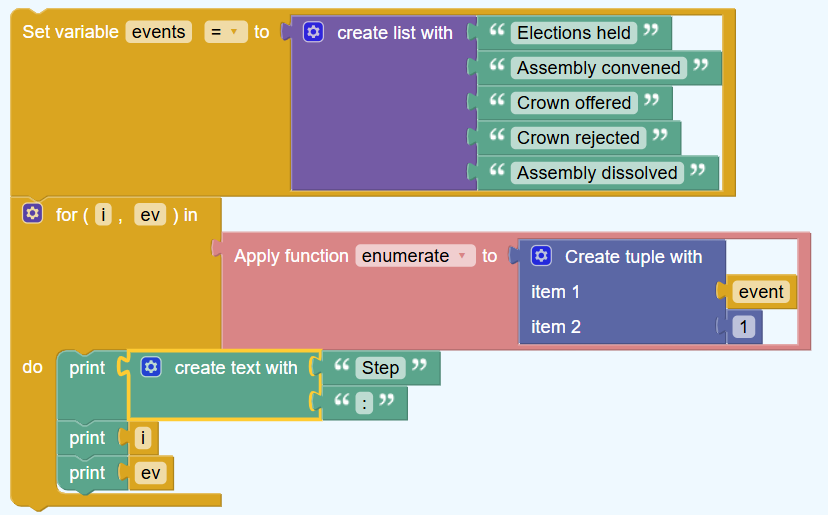 Set variable events = to create list with “ Elections held ”
“ Assembly convened ”
“ Crown offered ”
“ Crown rejected ”
“ Assembly dissolved ”
for ( i , ev ) in
Apply function enumerate to Create tuple with
item 1 event
item 2 1
do print create text with “ Step ”
“ : ”
print i
print ev